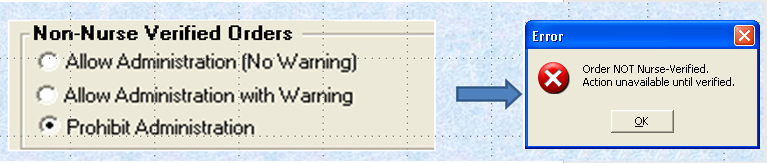 Non-Nurse Verified Orders
Allow Administration (No Warning)
Allow Administration with Warning
Prohibit Administration
Error
Order NOT Nurse-Verified.
Action unavailable until verified.
OK